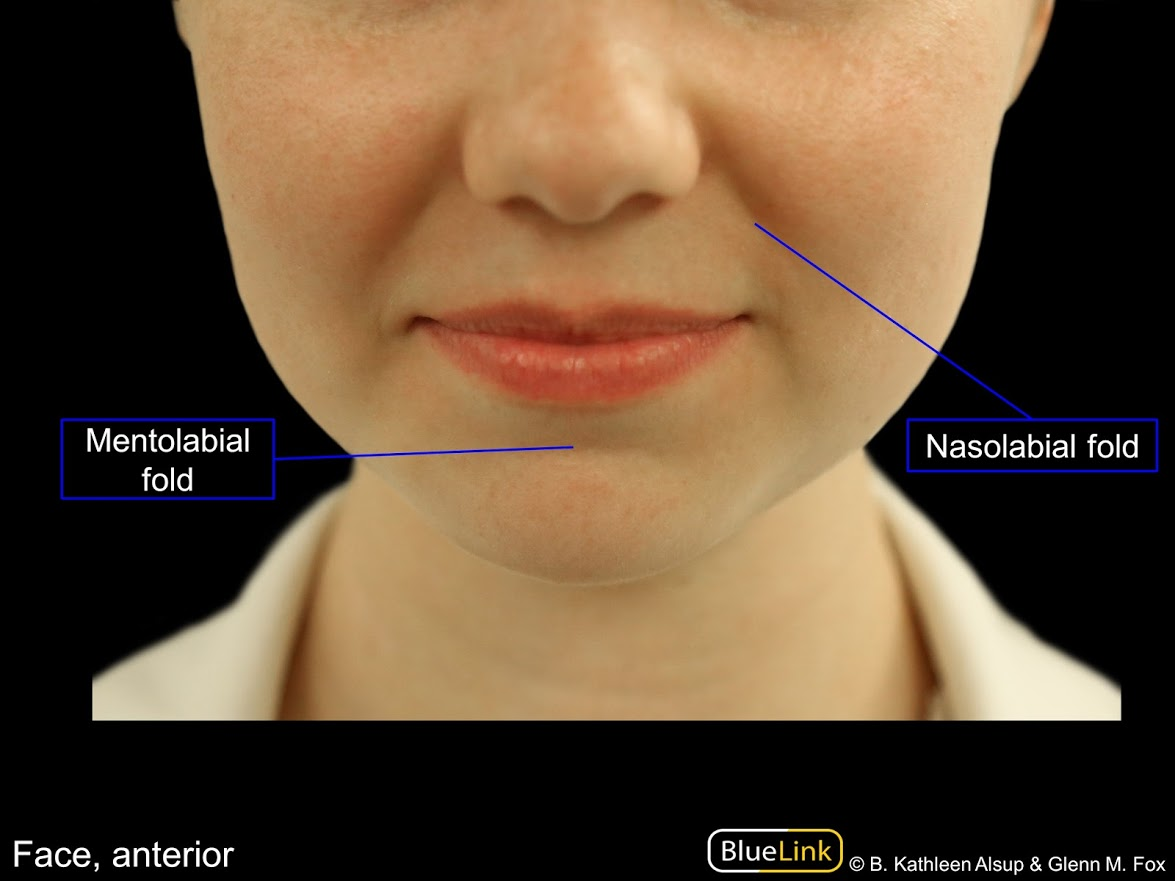 Mentolabial
fold
Nasolabial fold
Face, anterior
BlueLink
© B. Kathleen Alsup & Glenn M. Fox